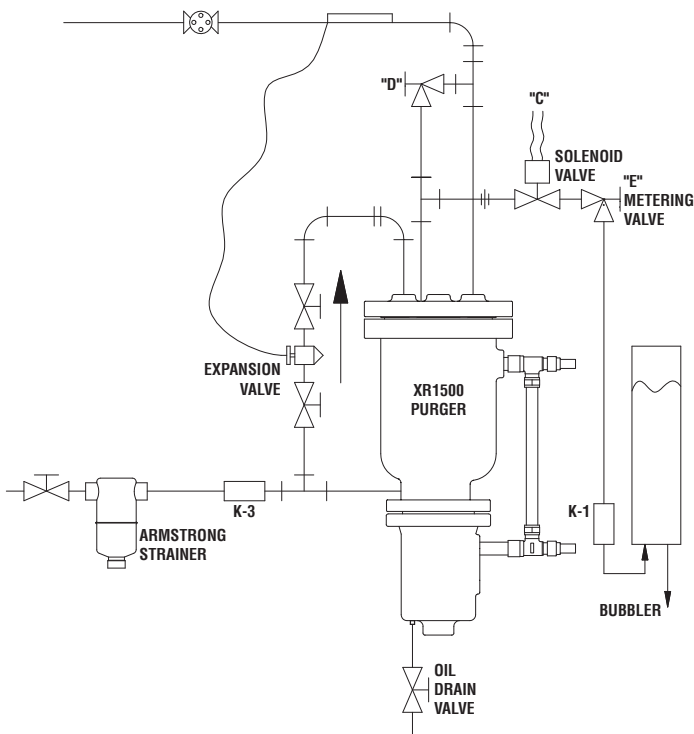 "D"
"C"
SOLENOID
VALVE
"E"
METERING
VALVE
EXPANSION
VALVE
XR1500
PURGER
K-3
K-1
ARMSTRONG
STRAINER
BUBBLER
OIL
DRAIN
VALVE